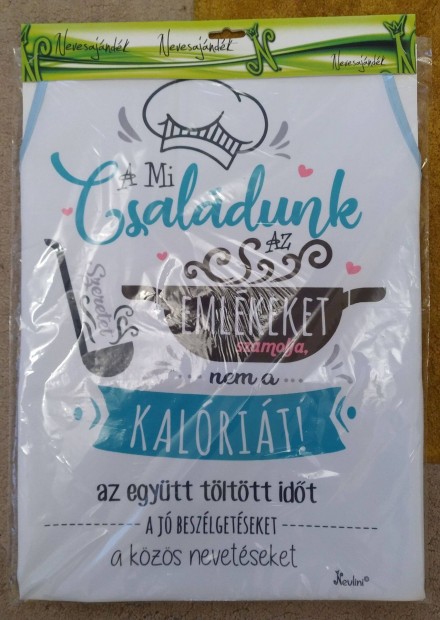 Nevesajándék Nevesajándék
Nevesajándék
A Mi
Családunk
AZ
Szeretet
EMLÉKEKET
számolja,
... nem a ...
KALÓRIÁT!
az együtt töltött időt
A JÓ BESZÉLGETÉSEKET
a közös nevetéseket
Nevlini©